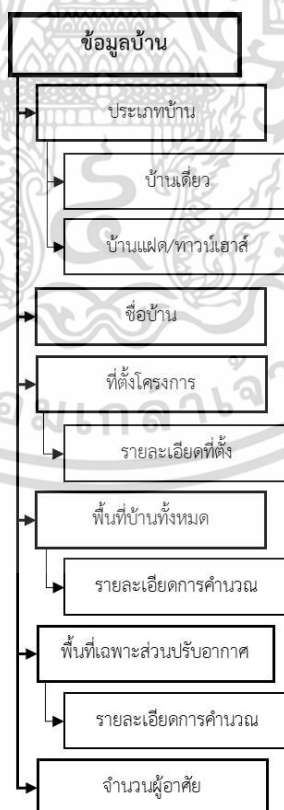 ข้อมูลบ้าน
ประเภทบ้าน
บ้านเดี่ยว
บ้านแฝด/ทาวน์เฮาส์
ชื่อบ้าน
ที่ตั้งโครงการ
รายละเอียดที่ตั้ง
พื้นที่บ้านทั้งหมด
รายละเอียดการคำนวณ
พื้นที่เฉพาะส่วนปรับอากาศ
รายละเอียดการคำนวณ
จำนวนผู้อาศัย